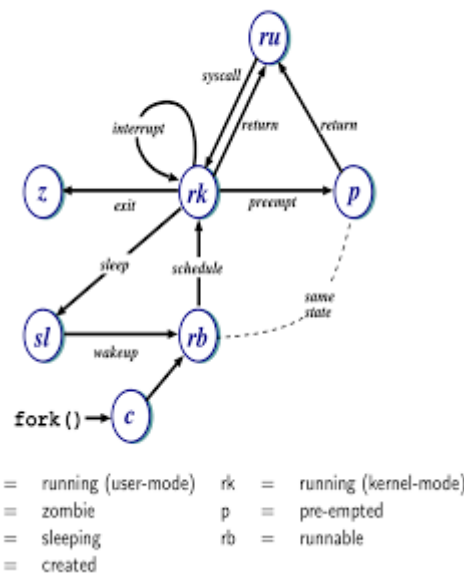 ru
syscall
interrupt
return
return
z
rk
p
exit
preempt
sleep
schedule
same
state
sl
rb
wakeup
fork()
c
= running (user-mode) rk = running (kernel-mode)
= zombie p = pre-empted
= sleeping rb = runnable
= created